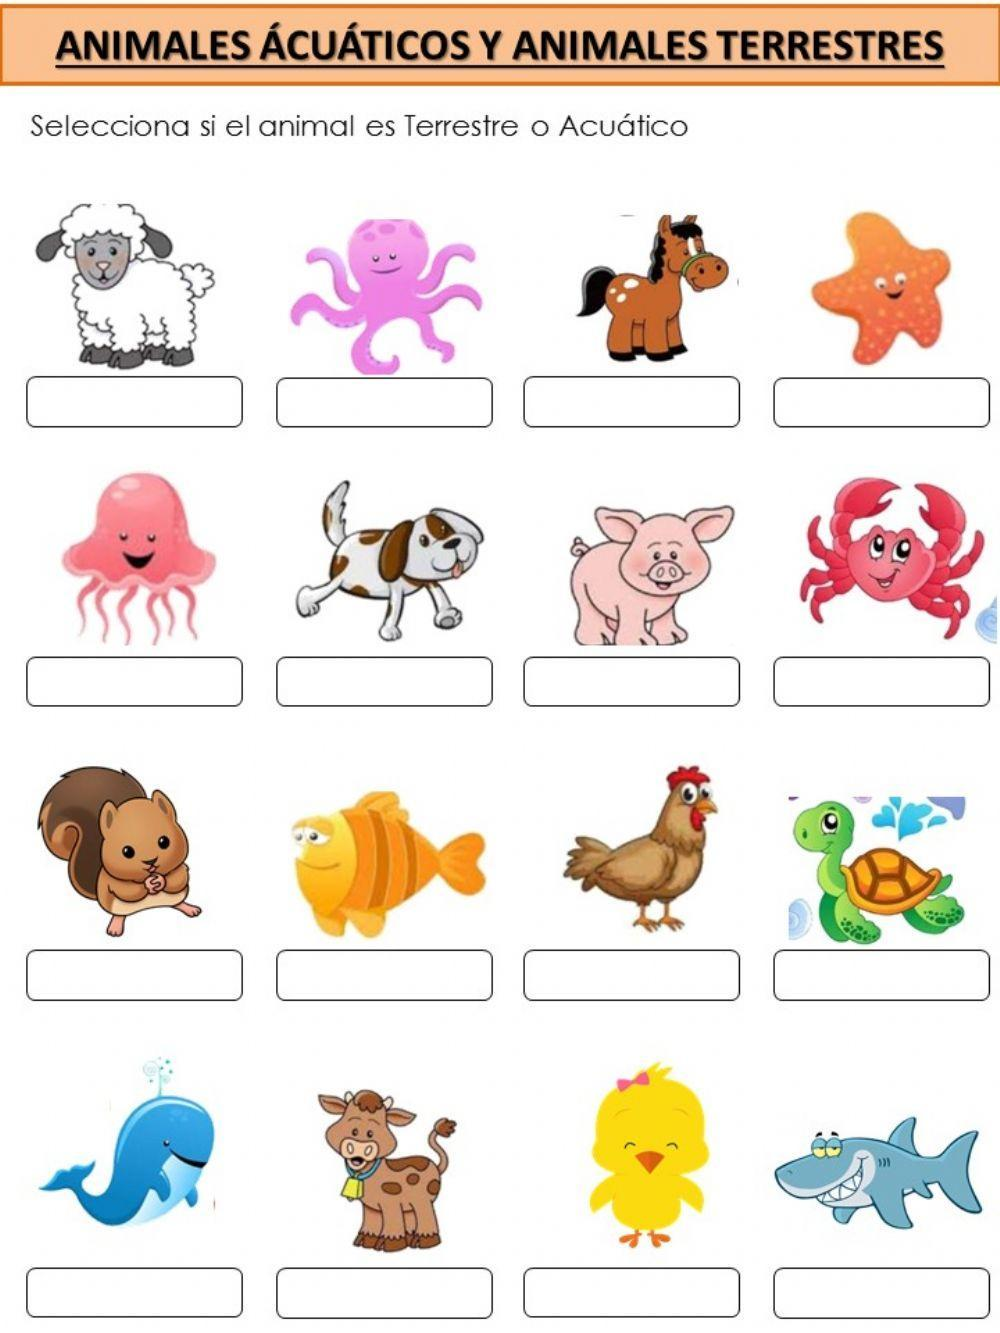 ANIMALES ÁCUÁTICOS Y ANIMALES TERRESTRES
Selecciona si el animal es Terrestre o Acuático